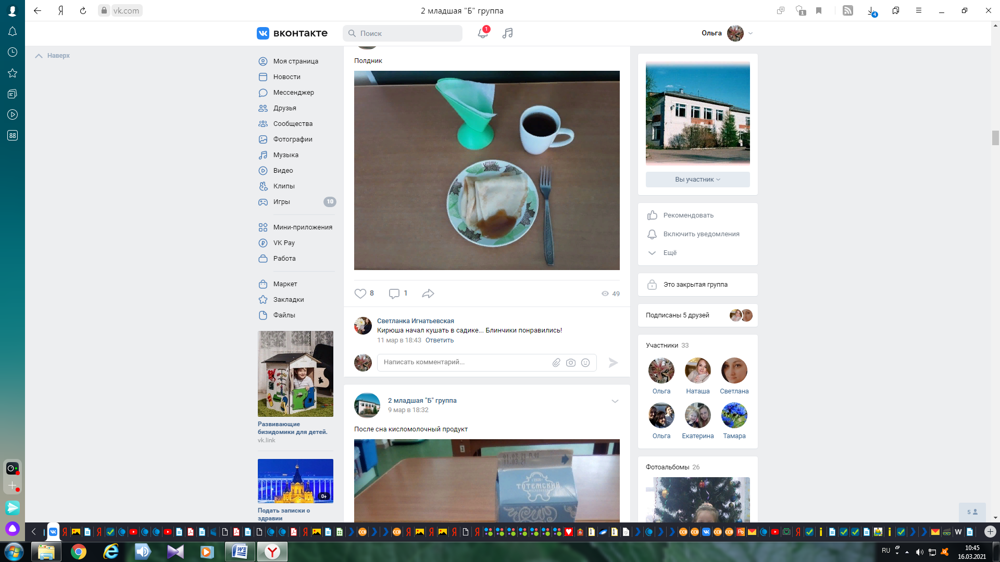 vk.com
2 младшая "Б" группа
1
4
88
Наверх
вконтакте
Поиск
1
Ольга
Моя страница
Новости
Мессенджер
Друзья
Сообщества
Фотографии
Музыка
Видео
Клипы
Игры
10
Мини-приложения
VK Pay
Работа
Маркет
Закладки
Файлы
Развивающие
бизидомики для детей.
vk.link
0+
Подать записки о
здравии
Полдник
8
1
49
Светланка Игнатьевская
Кирюша начал кушать в садике... Блинчики понравились!
11 мар в 18:43 Ответить
Написать комментарий...
2 младшая "Б" группа
9 мар в 18:32
После сна кисломолочный продукт
ТОТЕМСКИЙ
Вы участник
Рекомендовать
Включить уведомления
Ещё
Это закрытая группа
Подписаны 5 друзей
Участники 33
Ольга Наташа Светлана
Ольга Екатерина Тамара
Фотоальбомы 26
5
RU
10:45
16.03.2021